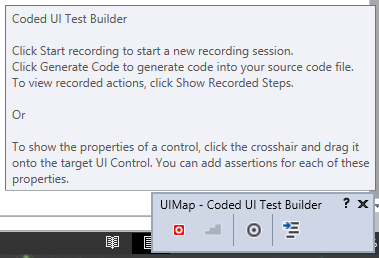 Coded UI Test Builder
Click Start recording to start a new recording session.
Click Generate Code to generate code into your source code file.
To view recorded actions, click Show Recorded Steps.
Or
To show the properties of a control, click the crosshair and drag it
onto the target UI Control. You can add assertions for each of these
properties.
UIMap - Coded UI Test Builder ?